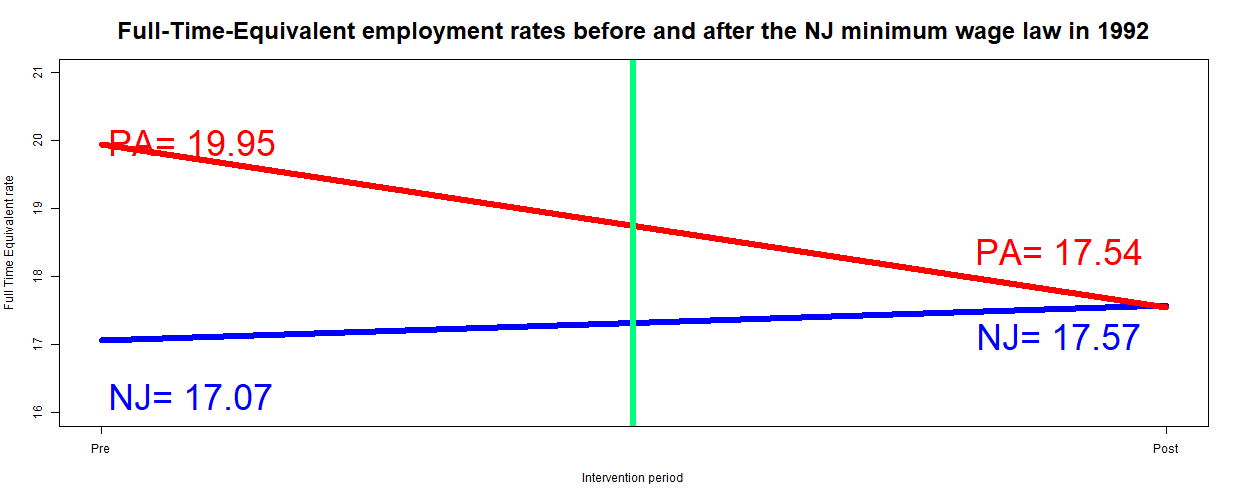 Full-Time-Equivalent employment rates before and after the NJ minimum wage law in 1992
21
20
19
18
17
16
Full Time Equivalent rate
PA= 19.95
PA= 17.54
NJ= 17.57
NJ= 17.07
Pre
Post
Intervention period